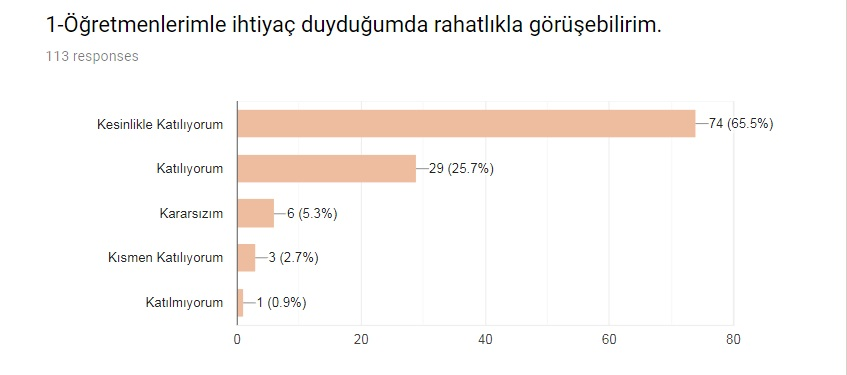 1-Öğretmenlerimle ihtiyaç duyduğumda rahatlıkla görüşebilirim.
113 responses
Kesinlikle Katılıyorum 74 (65.5%)
Katılıyorum 29 (25.7%)
Kararsızım 6 (5.3%)
Kısmen Katılıyorum 3 (2.7%)
Katılmıyorum 1 (0.9%)
0 20 40 60 80